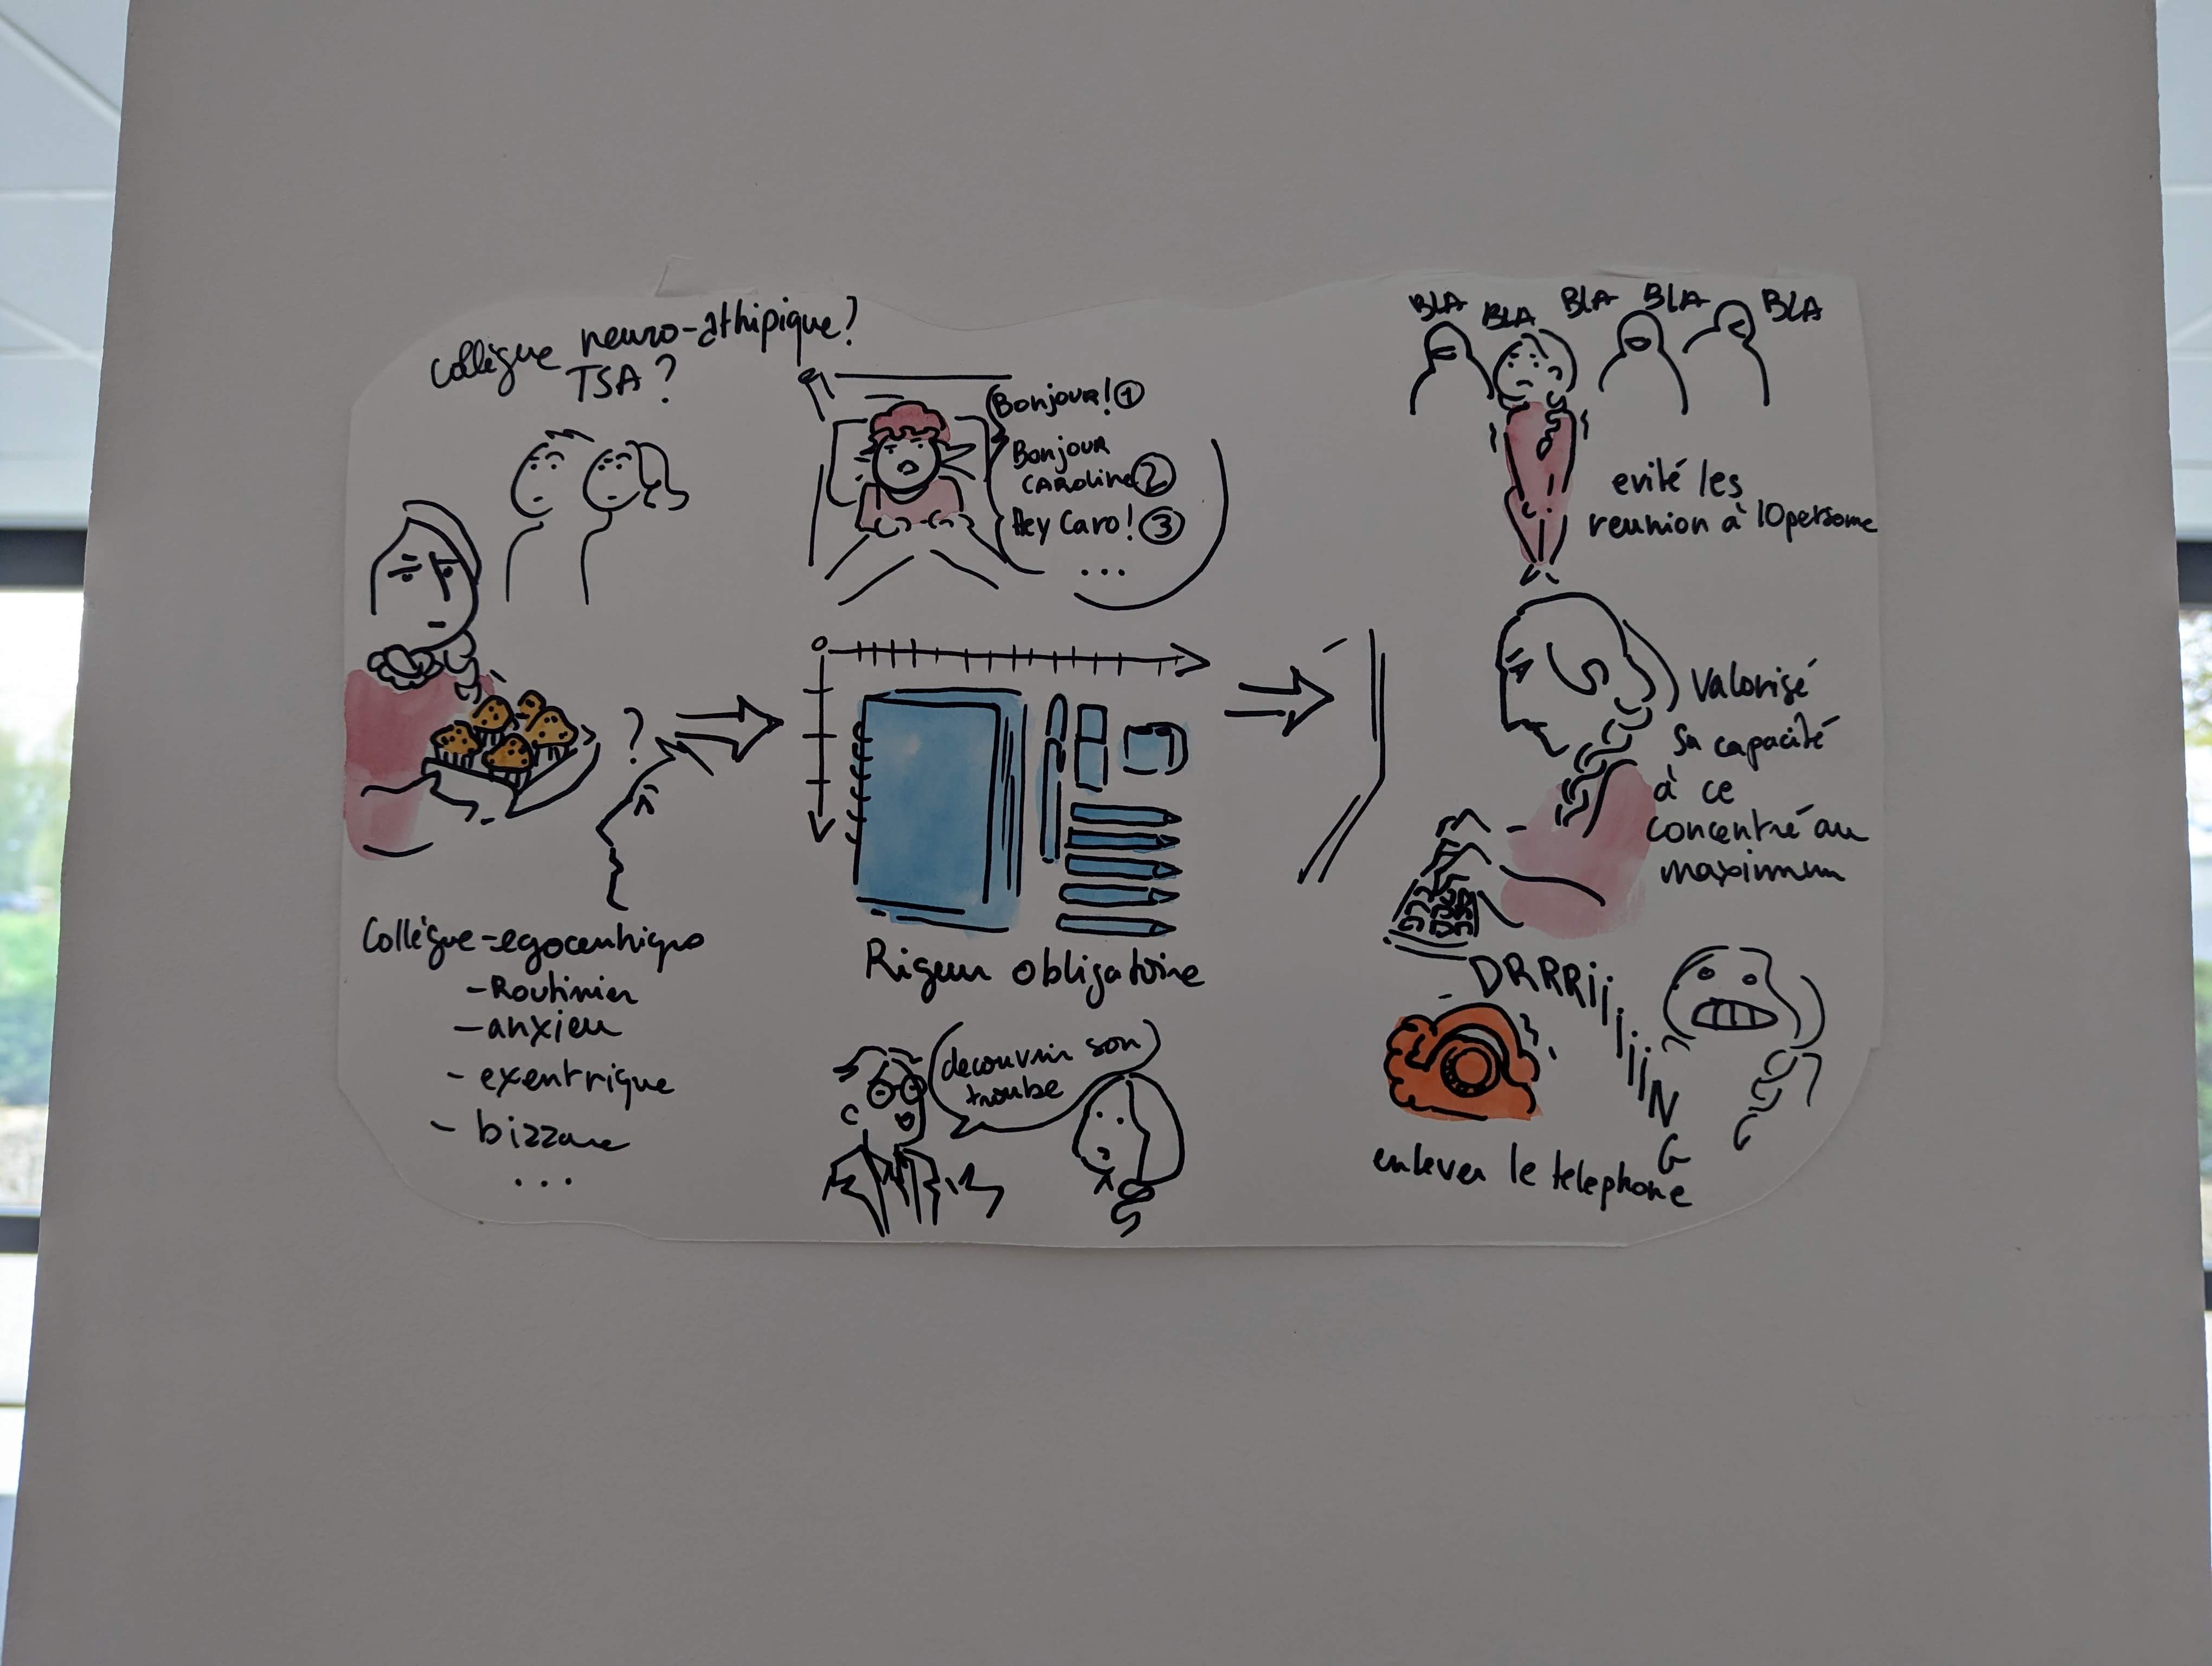 collègue neuro-athipique?
TSA?
?
Collègue-egocentrique
-Routinier
-anxieu
- exentrique
- bizzare
...
Bonjour! ①
Bonjour
CAROline ②
Hey Caro! ③
...
0
Rigeur obligatoire
decouvrir son
trouble
BLA BLA BLA BLA BLA
evité les
reunion à 10 persome
Valorisé
sa capacité
à ce
concentré au
maximum
DRRRiiiiiiNG
enlever le telephone